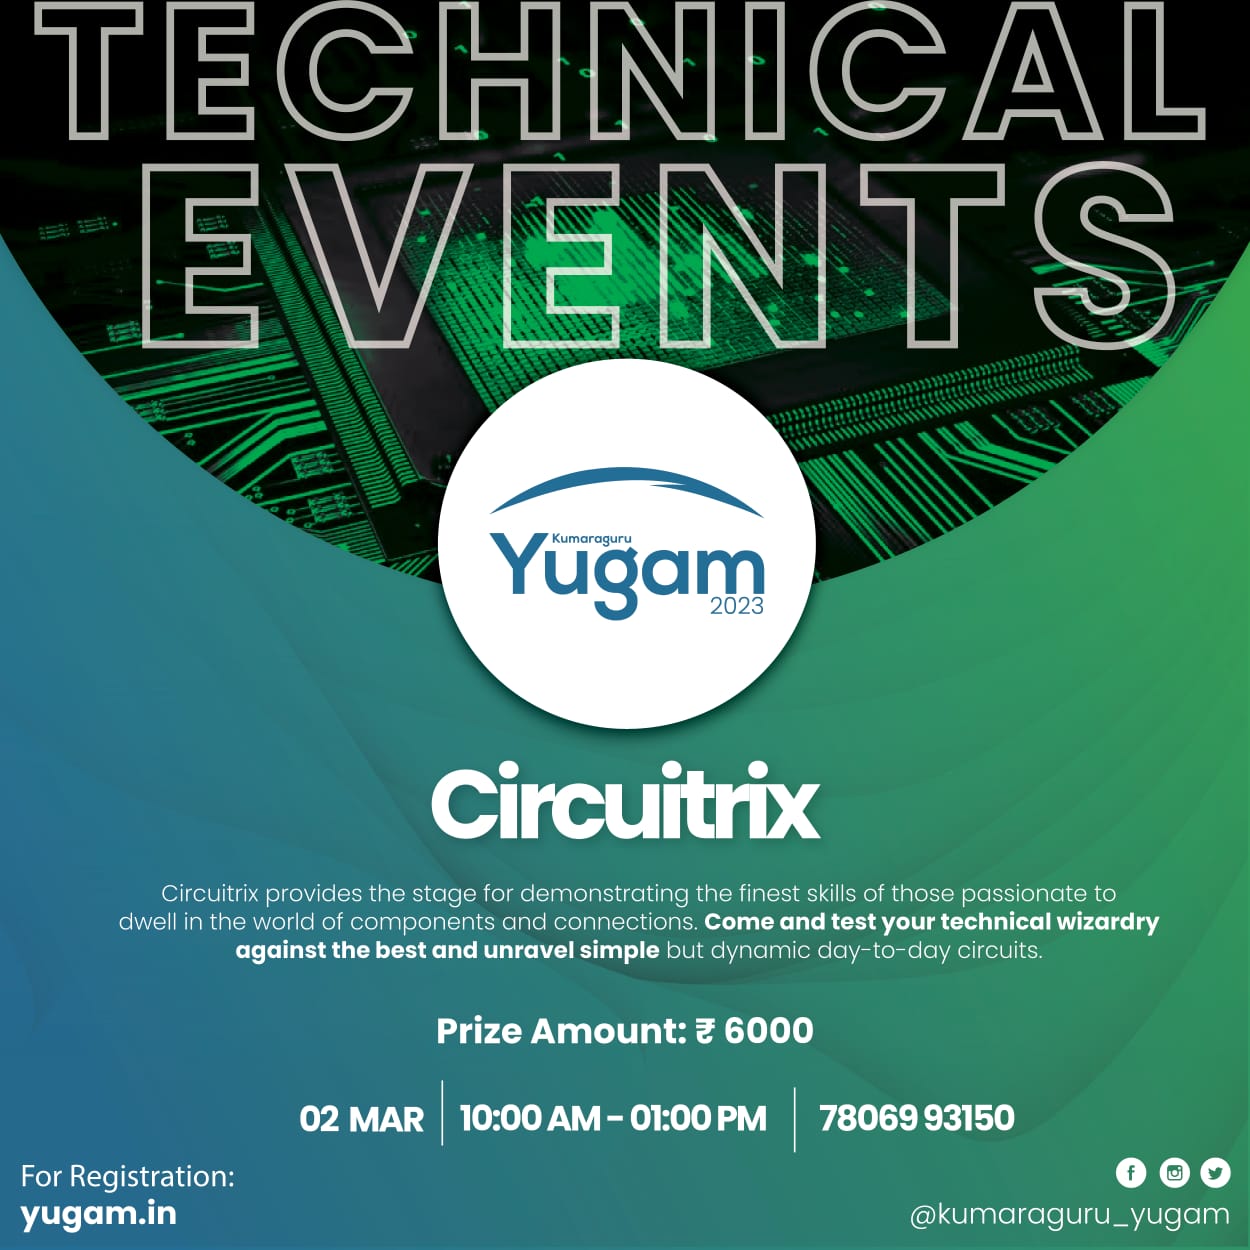 TECHNICAL
EVENTS
Kumaraguru
Yugam
2023
Circuitrix
Circuitrix provides the stage for demonstrating the finest skills of those passionate to
dwell in the world of components and connections. Come and test your technical wizardry
against the best and unravel simple but dynamic day-to-day circuits.
Prize Amount: ₹ 6000
02 MAR | 10:00 AM - 01:00 PM | 78069 93150
For Registration:
yugam.in
@kumaraguru_yugam